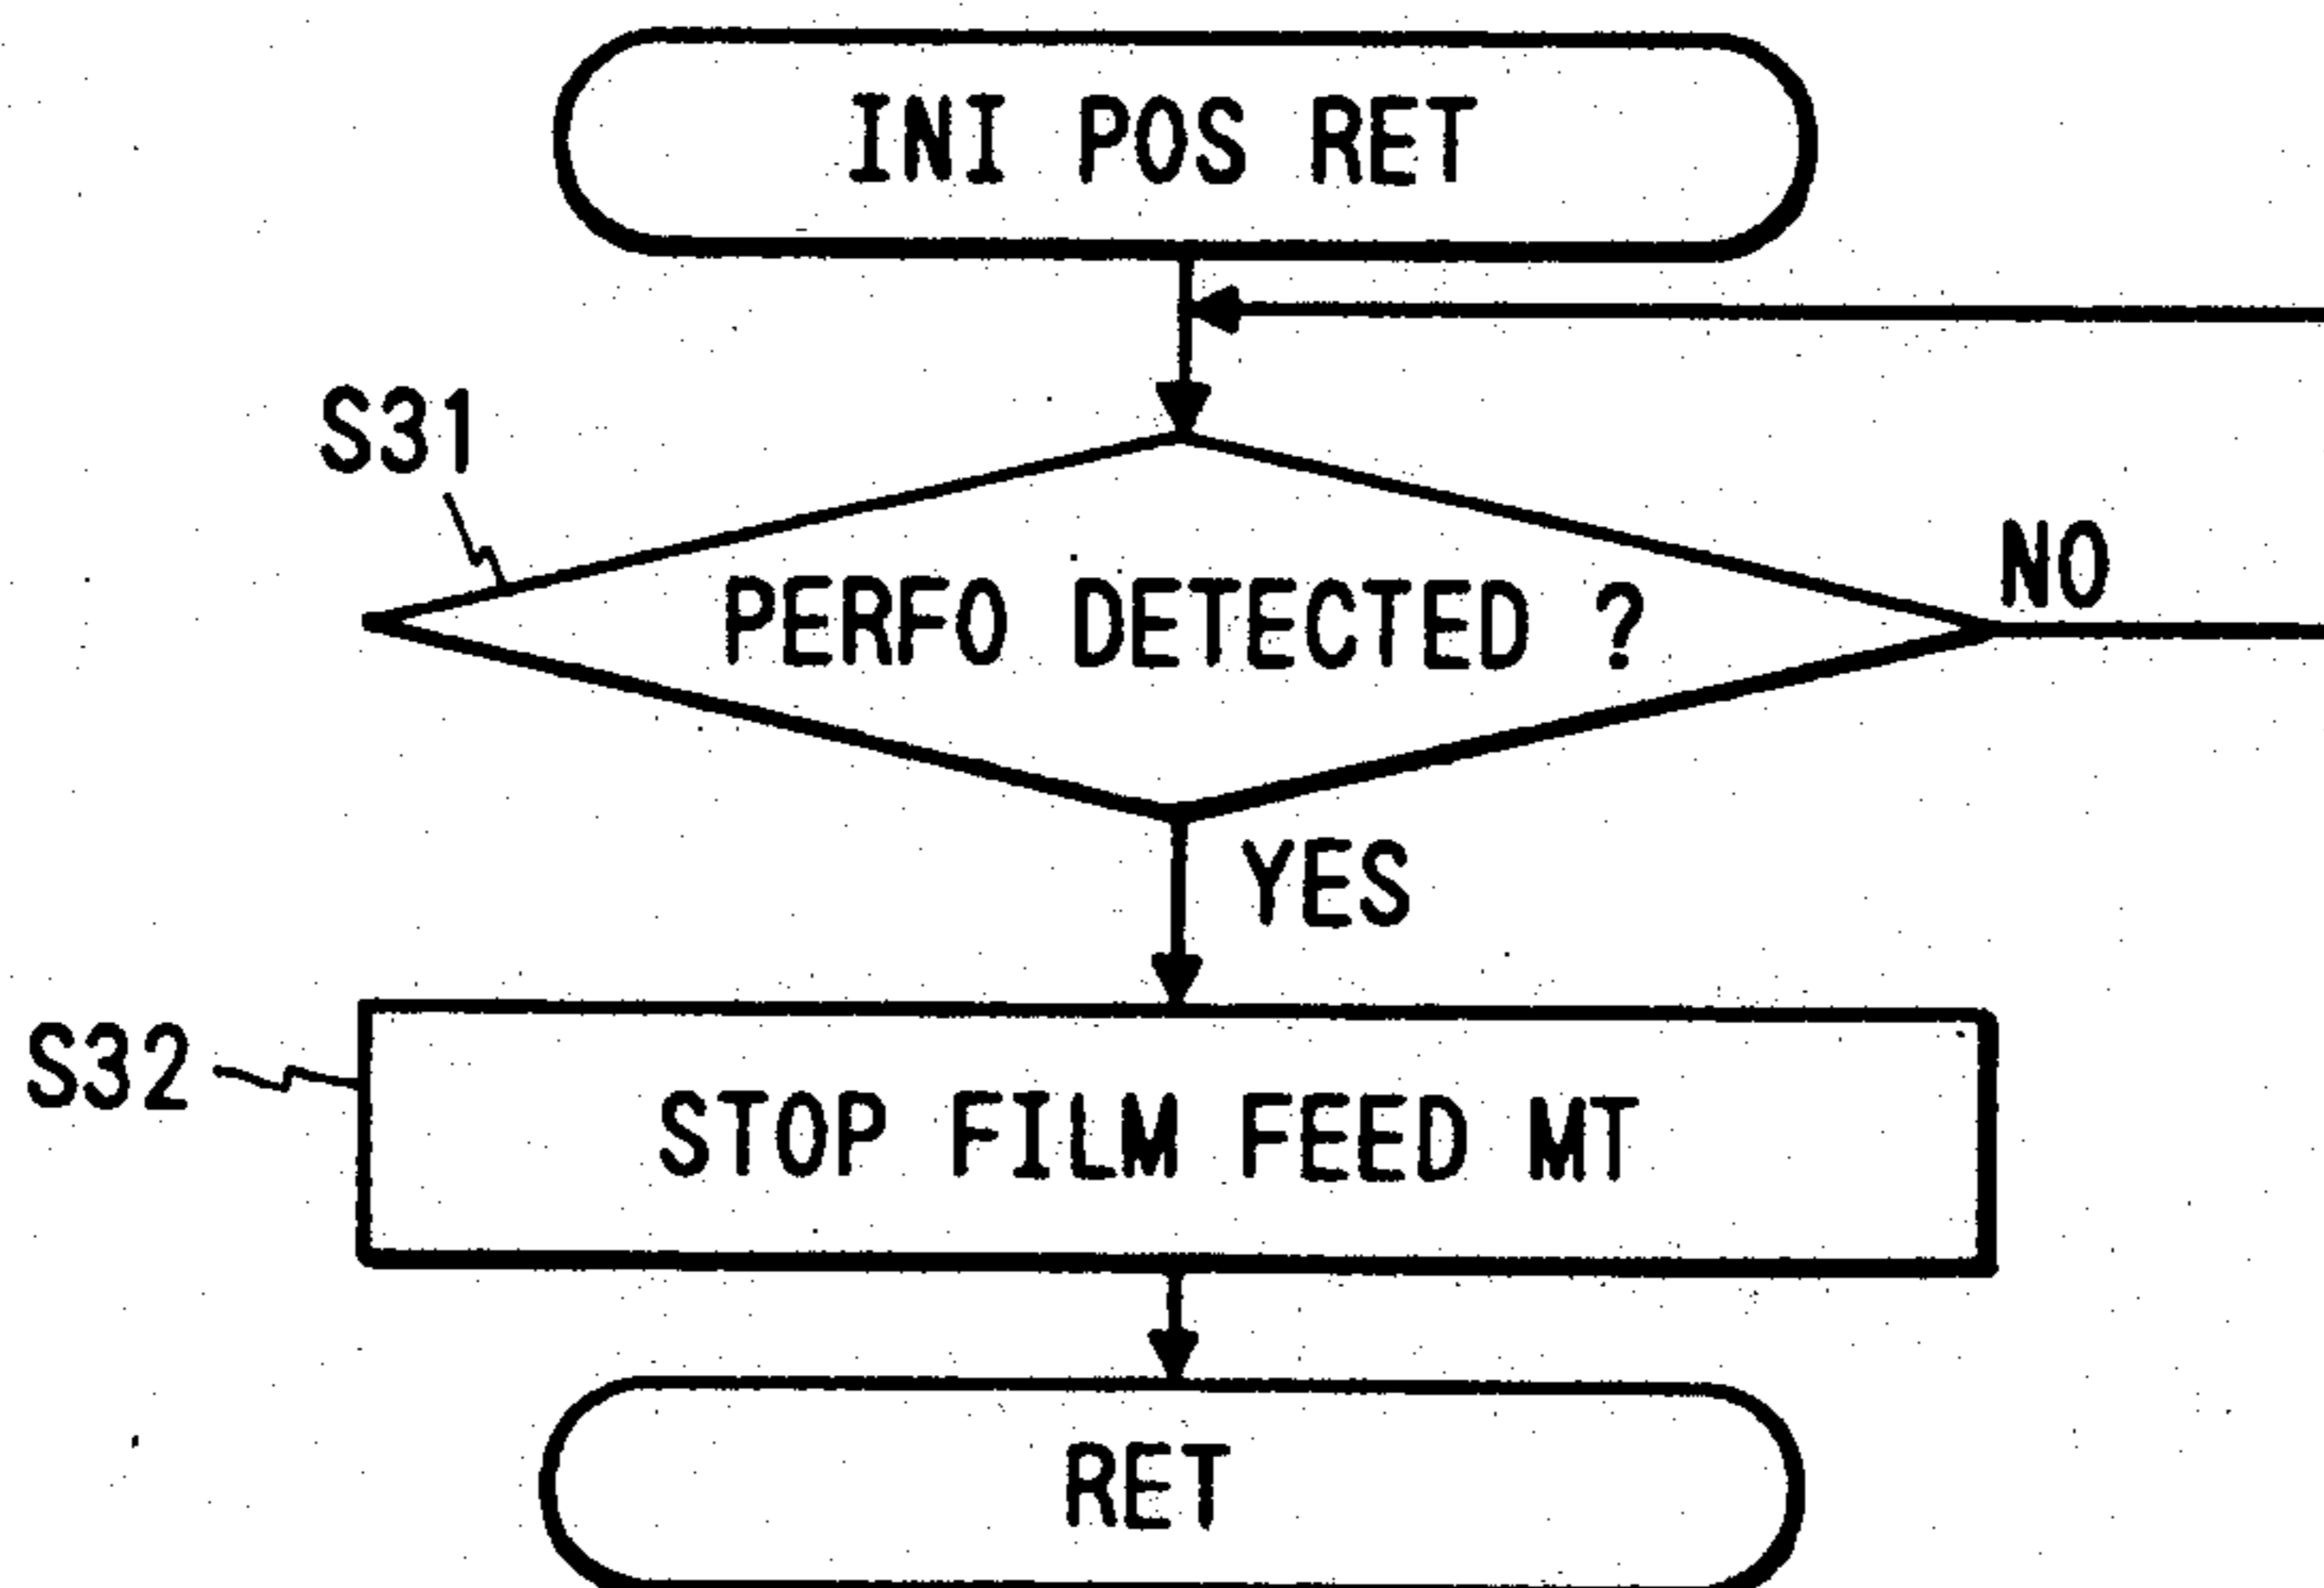 INI POS RET
S31
PERFO DETECTED ?
NO
YES
S32
STOP FILM FEED MT
RET